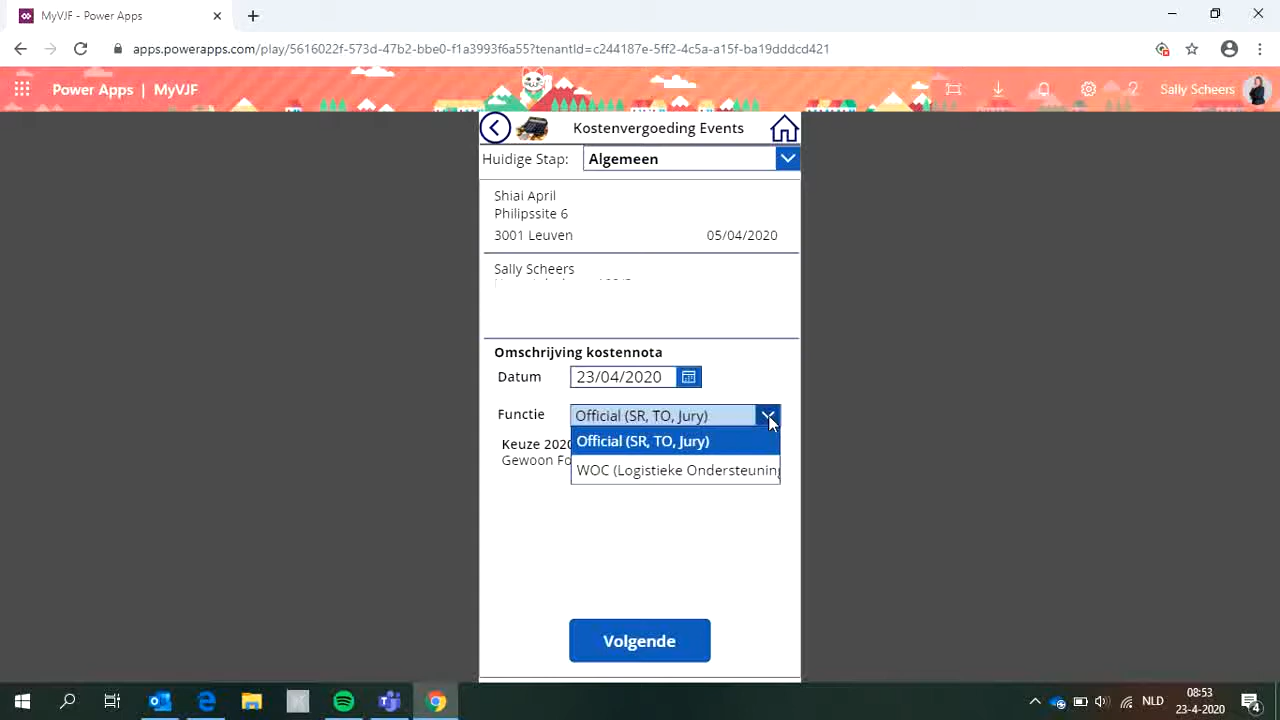 MyVJF - Power Apps
apps.powerapps.com/play/5616022f-573d-47b2-bbe0-f1a3993f6a55?tenantId=c244187e-5ff2-4c5a-a15f-ba19dddcd421
Power Apps | MyVJF
Sally Scheers
Kostenvergoeding Events
Huidige Stap: Algemeen
Shiai April
Philipssite 6
3001 Leuven 05/04/2020
Sally Scheers
Omschrijving kostennota
Datum 23/04/2020
Functie Official (SR, TO, Jury)
Official (SR, TO, Jury)
Keuze 2020
Gewoon Fo
WOC (Logistieke Ondersteuning
Volgende
NLD
08:53
23-4-2020
4